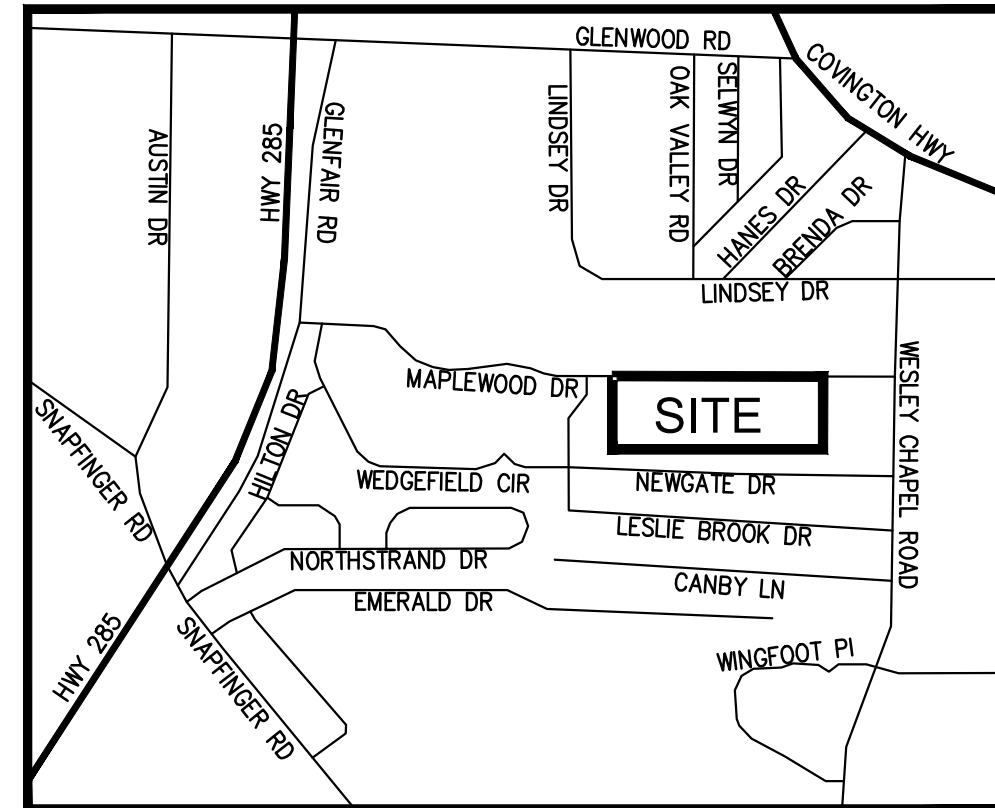 GLENWOOD RD
COVINGTON HWY
AUSTIN DR
HWY 285
GLENFAIR RD
LINDSEY DR
OAK VALLEY RD
SELWYN DR
HANES DR
BRENDA DR
LINDSEY DR
MAPLEWOOD DR
SITE
WESLEY CHAPEL ROAD
SNAPFINGER RD
HILTON DR
WEDGEFIELD CIR
NEWGATE DR
LESLIE BROOK DR
NORTHSTRAND DR
CANBY LN
EMERALD DR
HWY 285
SNAPFINGER RD
WINGFOOT Pl